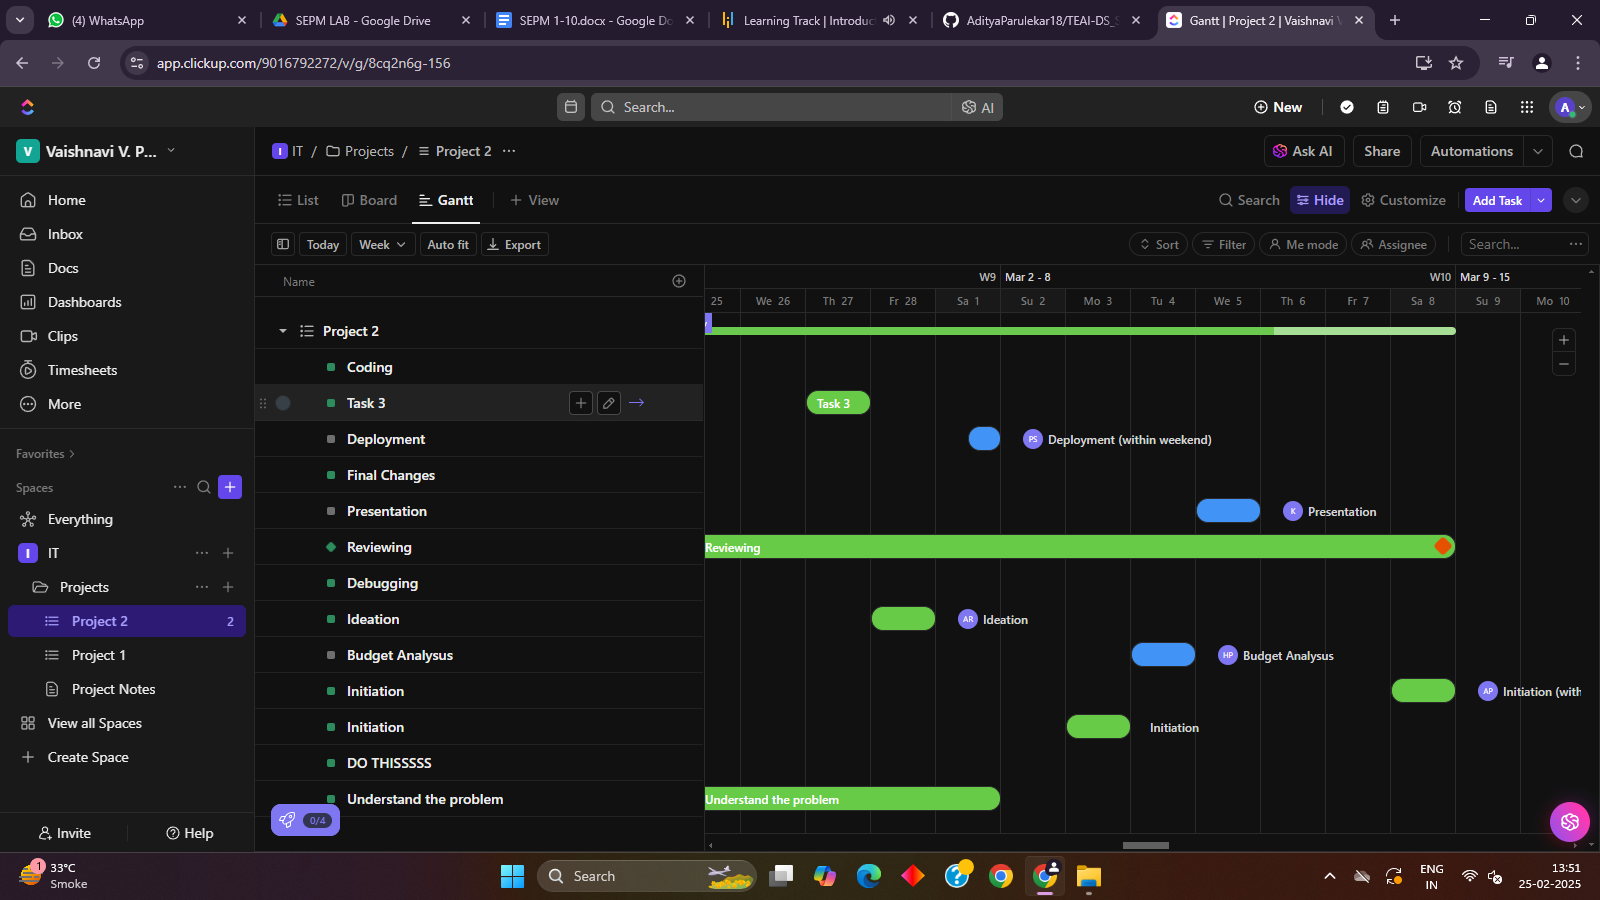 (4) WhatsApp
SEPM LAB - Google Drive
SEPM 1-10.docx - Google Do
Learning Track | Introduc
AdityaParulekar18/TEAI-DS_S
Gantt | Project 2 | Vaishnavi V
app.clickup.com/9016792272/v/g/8cq2n6g-156
Search...
AI
New
A
V
Vaishnavi V. P...
I IT / Projects / Project 2 ...
Ask AI
Share
Automations
Home
Inbox
Docs
Dashboards
Clips
Timesheets
More
Favorites
Spaces
Everything
I IT
Projects
Project 2 2
Project 1
Project Notes
View all Spaces
Create Space
Invite
Help
List
Board
Gantt
View
Search
Hide
Customize
Add Task
Today
Week
Auto fit
Export
Sort
Filter
Me mode
Assignee
Search...
Name
W9 Mar 2 - 8 W10 Mar 9 - 15
25 We 26 Th 27 Fr 28 Sa 1 Su 2 Mo 3 Tu 4 We 5 Th 6 Fr 7 Sa 8 Su 9 Mo 10
Project 2
Coding
Task 3
Task 3
Deployment
PS Deployment (within weekend)
Final Changes
Presentation
K Presentation
Reviewing
Reviewing
Debugging
Ideation
AR Ideation
Budget Analysus
HP Budget Analysus
Initiation
AP Initiation (with
Initiation
Initiation
DO THISSSSS
Understand the problem
Understand the problem
0/4
1
33°C
Smoke
Search
ENG
IN
13:51
25-02-2025